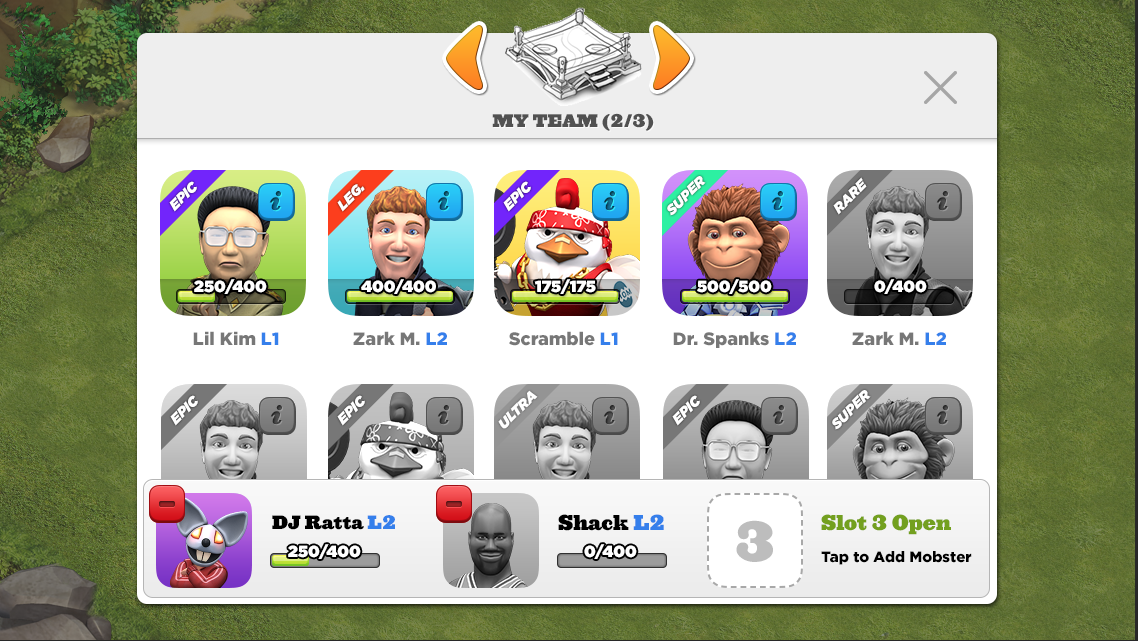 MY TEAM (2/3)
EPIC
i
250/400
Lil Kim L1
LEG.
i
400/400
Zark M. L2
EPIC
i
175/175
Scramble L1
SUPER
i
500/500
Dr. Spanks L2
RARE
i
0/400
Zark M. L2
EPIC
i
EPIC
i
ULTRA
i
EPIC
i
SUPER
i
DJ Ratta L2
250/400
Shack L2
0/400
3
Slot 3 Open
Tap to Add Mobster